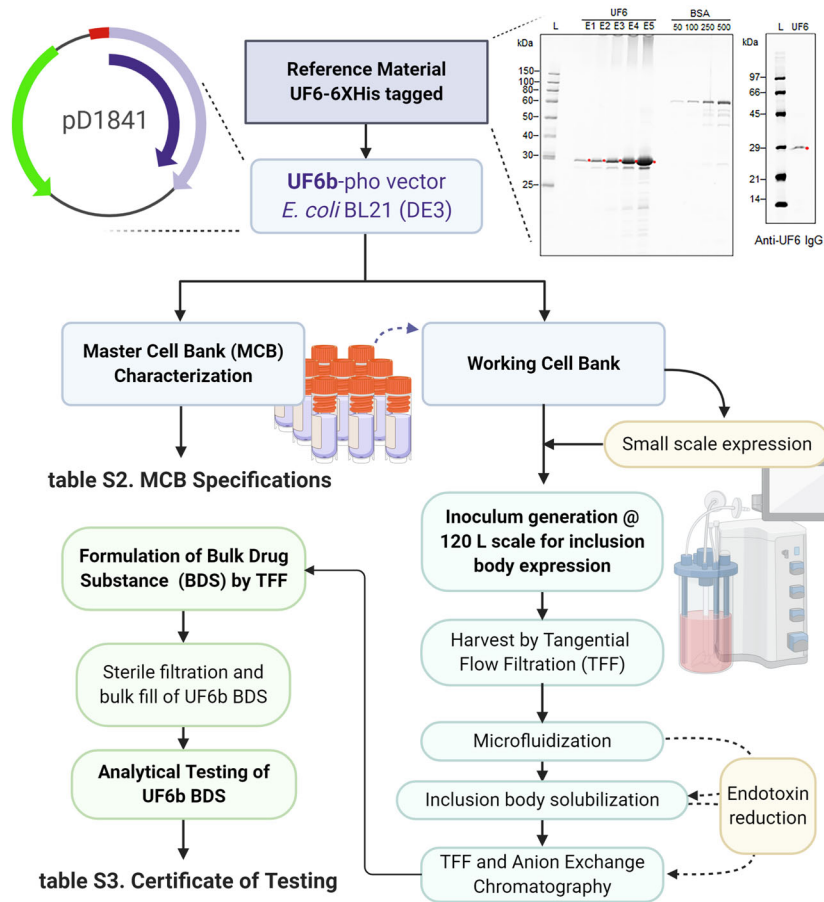 pD1841
Reference Material
UF6-6XHis tagged
UF6b-pho vector
E. coli BL21 (DE3)
UF6
BSA
L E1 E2 E3 E4 E5 50 100 250 500
kDa
150
100
80
60
50
40
30
25
L UF6
kDa
97
66
45
29
21
14
Anti-UF6 IgG
Master Cell Bank (MCB)
Characterization
Working Cell Bank
Small scale expression
table S2. MCB Specifications
Inoculum generation @
120 L scale for inclusion
body expression
Formulation of Bulk Drug
Substance (BDS) by TFF
Harvest by Tangential
Flow Filtration (TFF)
Sterile filtration and
bulk fill of UF6b BDS
Microfluidization
Analytical Testing of
UF6b BDS
Inclusion body solubilization
Endotoxin
reduction
TFF and Anion Exchange
Chromatography
table S3. Certificate of Testing